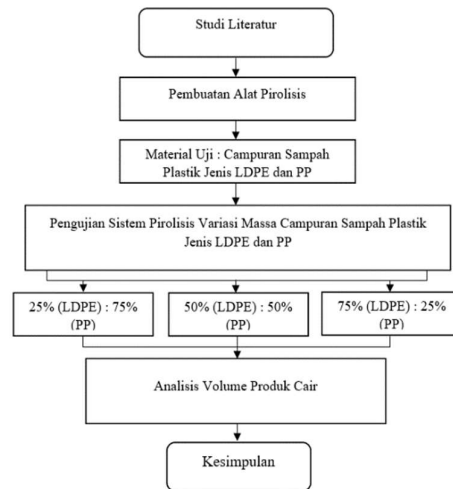 Studi Literatur
Pembuatan Alat Pirolisis
Material Uji : Campuran Sampah
Plastik Jenis LDPE dan PP
Pengujian Sistem Pirolisis Variasi Massa Campuran Sampah Plastik
Jenis LDPE dan PP
25% (LDPE) : 75%
(PP)
50% (LDPE) : 50%
(PP)
75% (LDPE) : 25%
(PP)
Analisis Volume Produk Cair
Kesimpulan